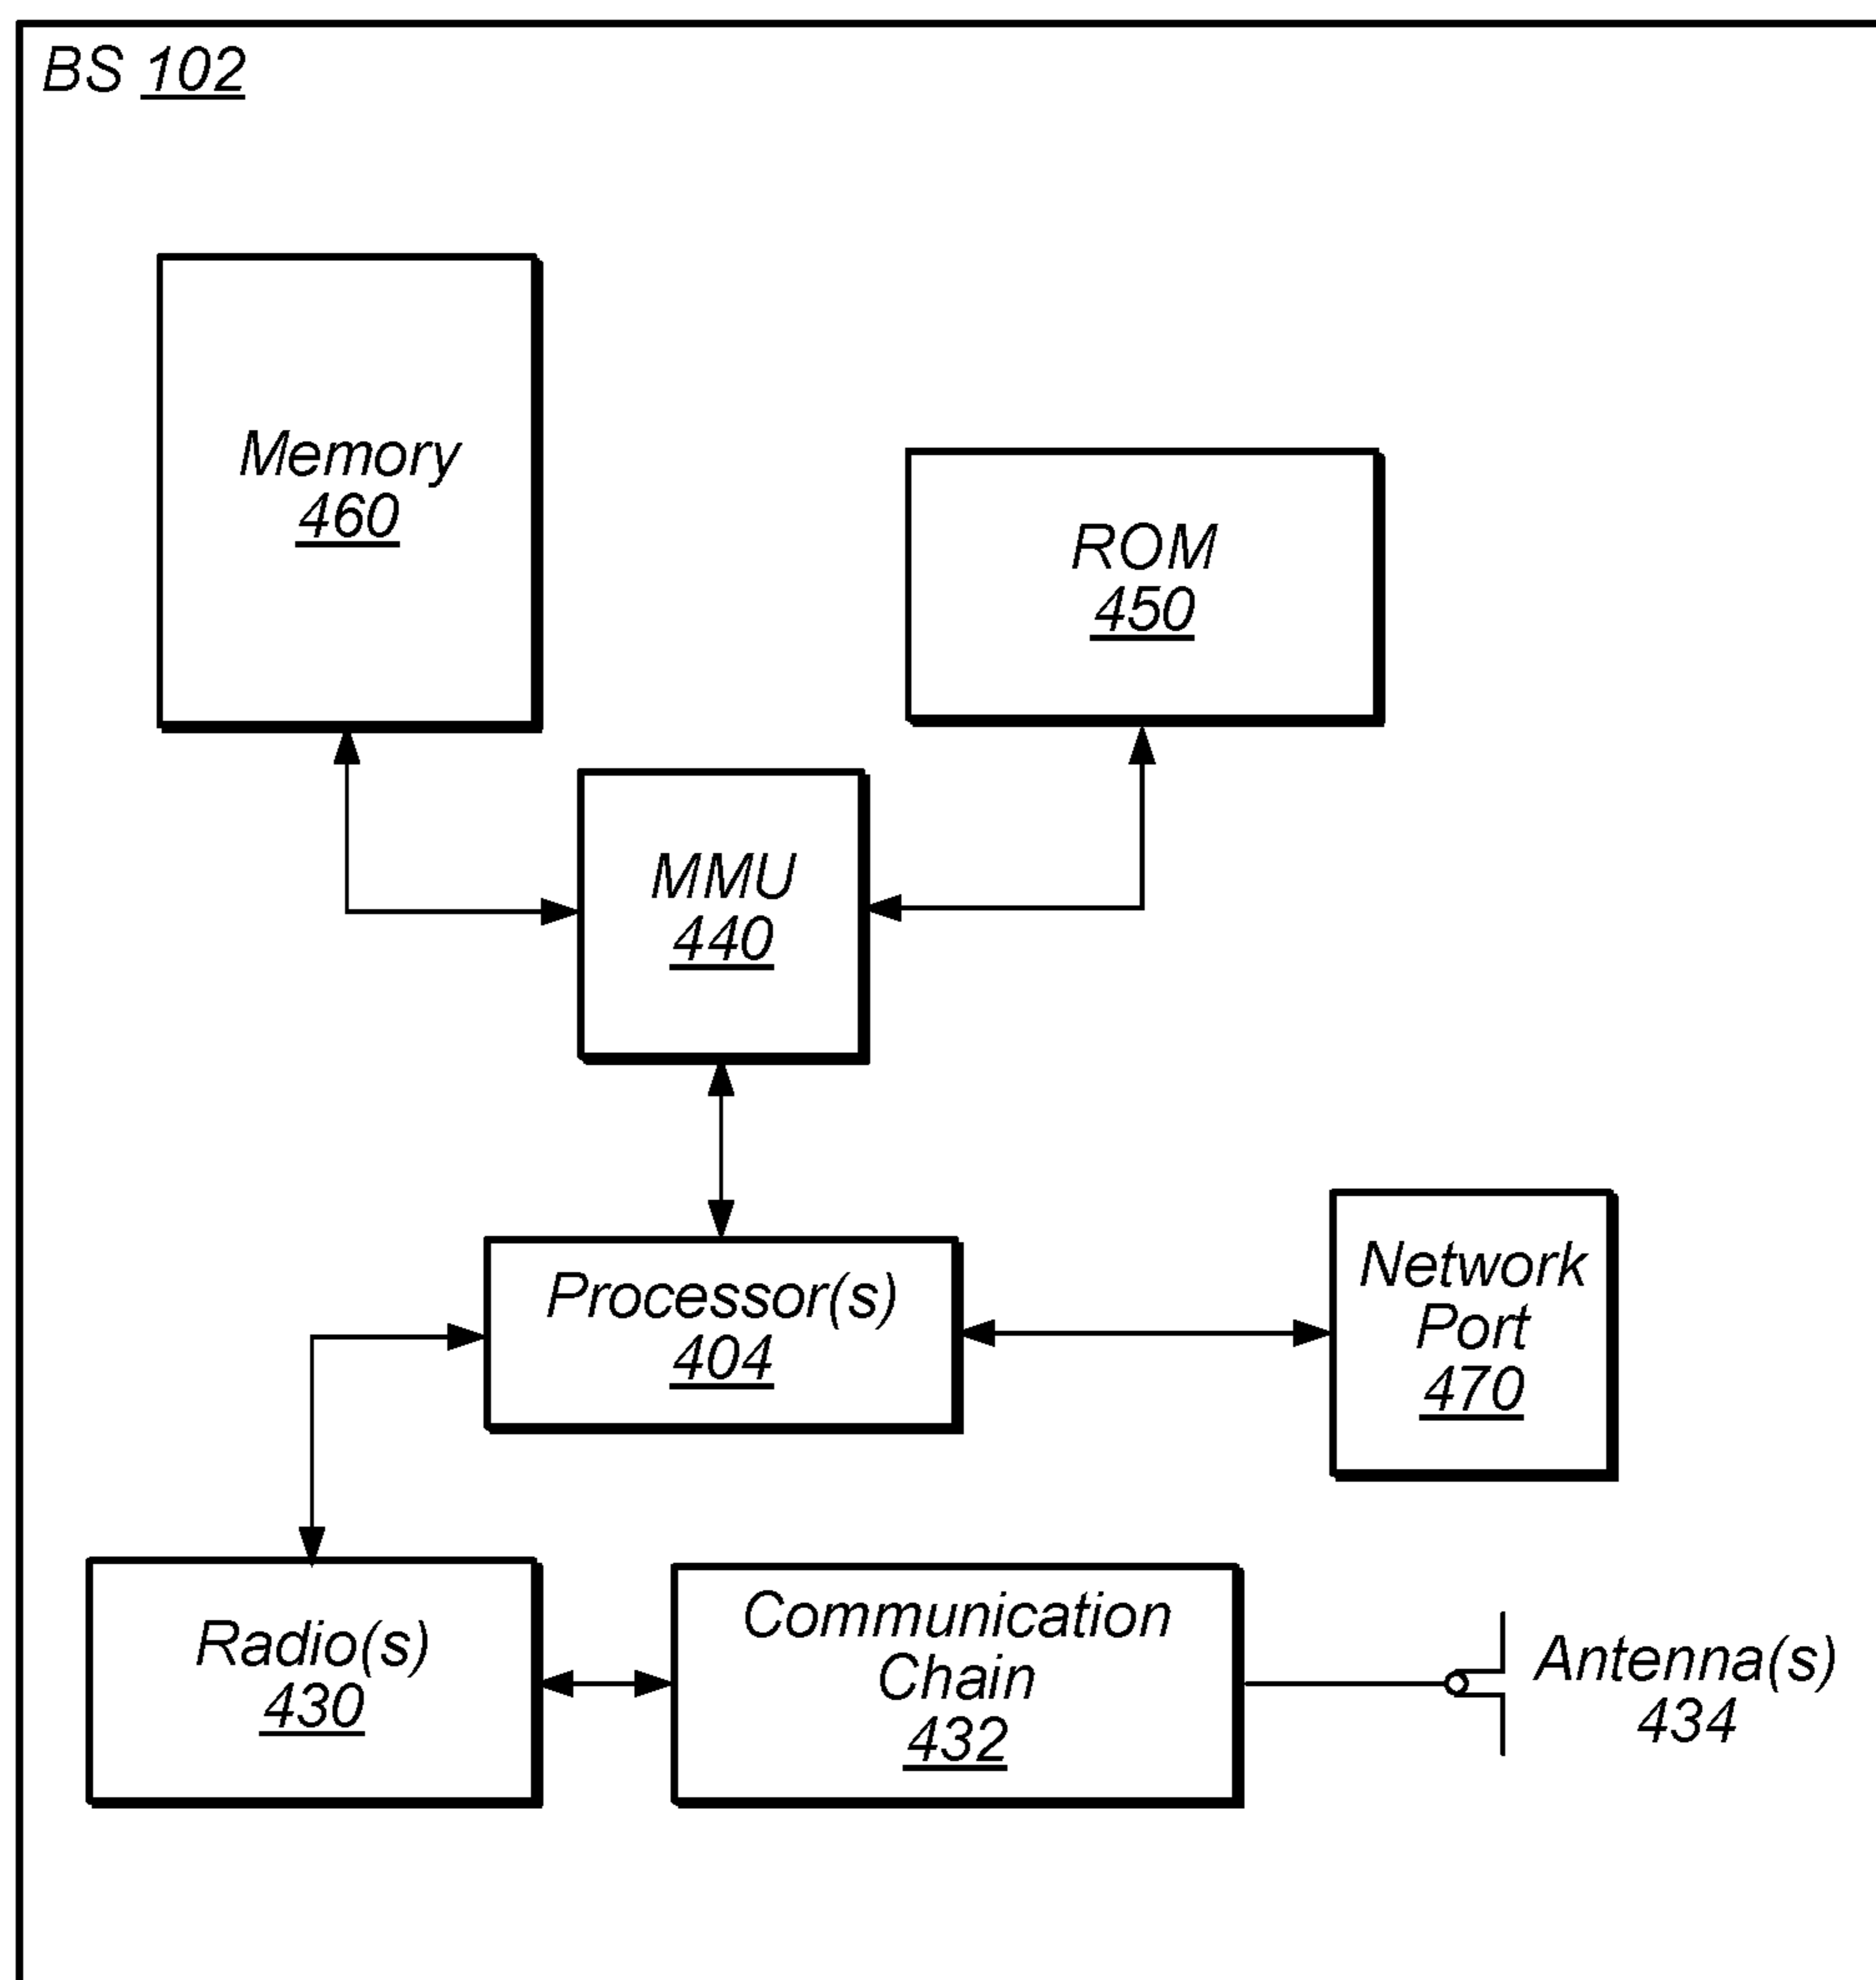 BS 102
Memory
460
ROM
450
MMU
440
Processor(s)
404
Network
Port
470
Radio(s)
430
Communication
Chain
432
Antenna(s)
434